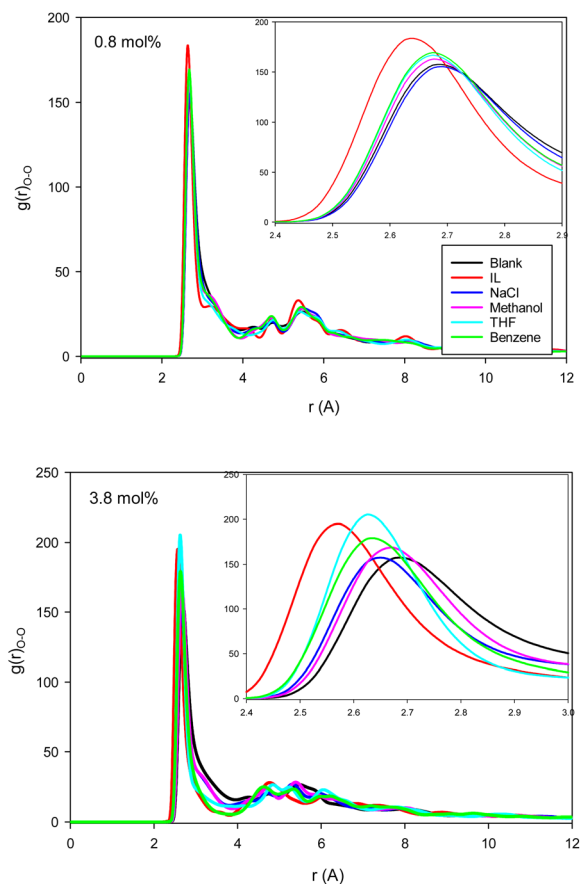 0.8 mol%
200
150
100
50
0
g(r)O-O
200
150
100
50
0
2.4 2.5 2.6 2.7 2.8 2.9
Blank
IL
NaCl
Methanol
THF
Benzene
0 2 4 6 8 10 12
r (A)
3.8 mol%
250
200
150
100
50
0
g(r)O-O
250
200
150
100
50
0
2.4 2.5 2.6 2.7 2.8 2.9 3.0
0 2 4 6 8 10 12
r (A)